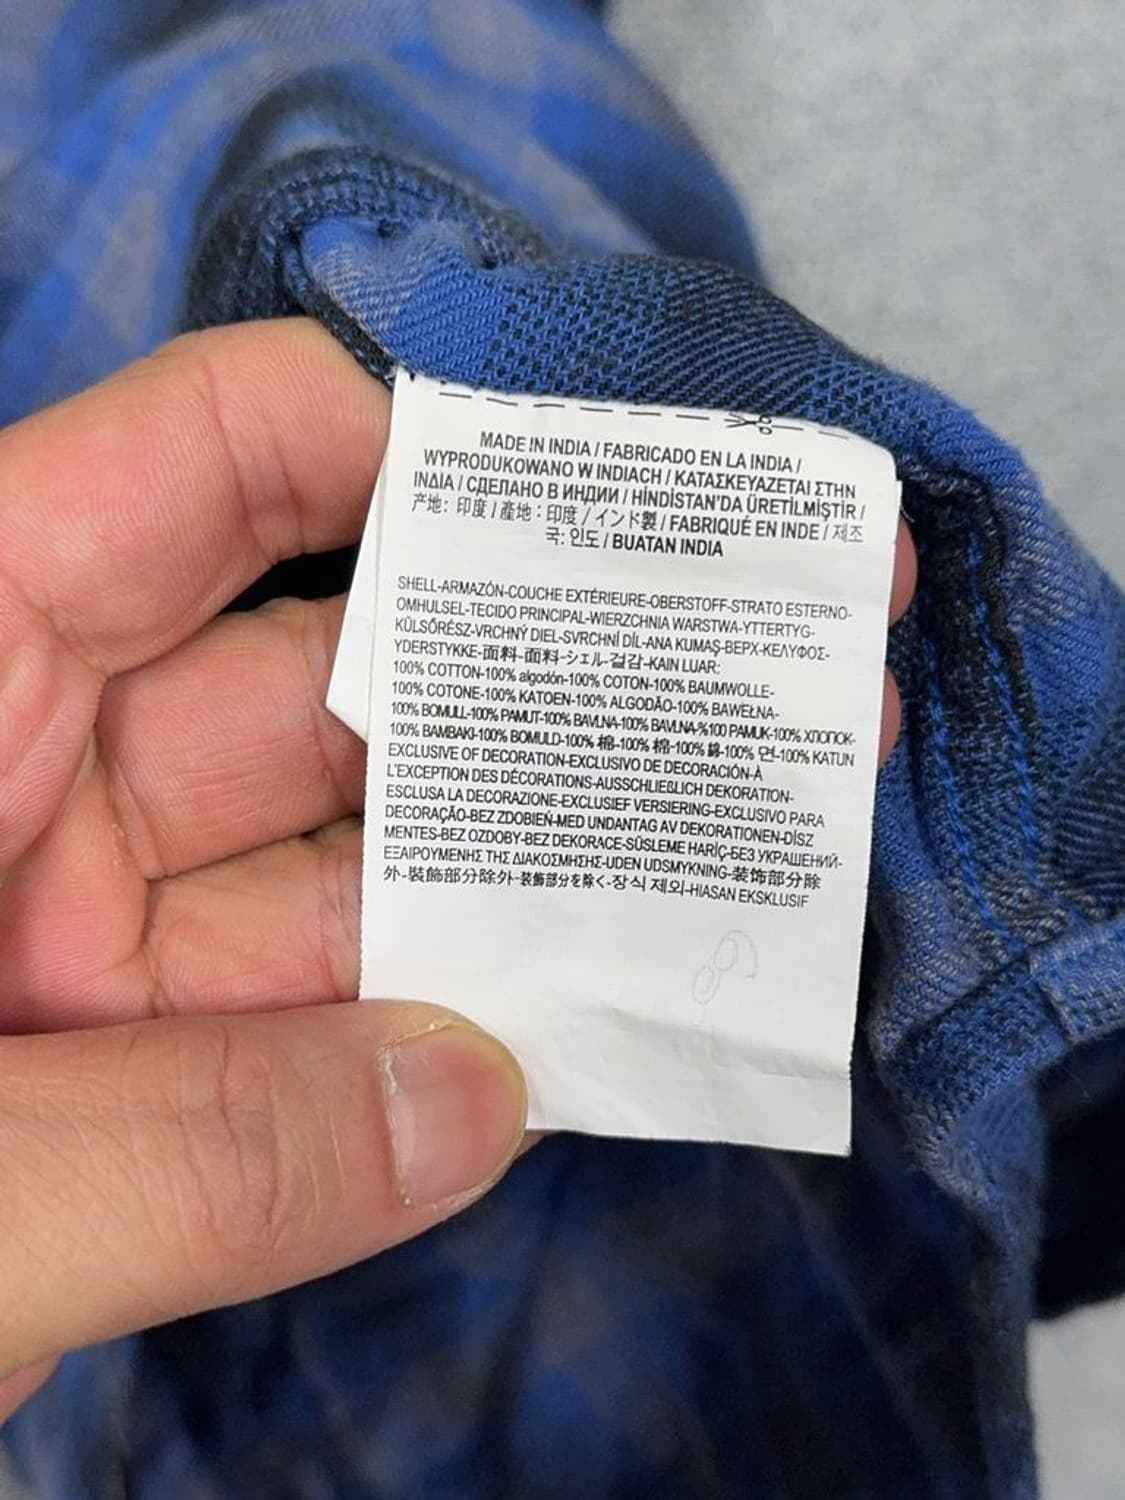 MADE IN INDIA / FABRICADO EN LA INDIA /
WYPRODUKOWANO W INDIACH / ΚΑΤΑΣΚΕΥΑΖΕΤΑΙ ΣΤΗΝ
ΙΝΔΙΑ / СДЕЛАНО В ИНДИИ / HİNDİSTAN'DA ÜRETİLMİŞTİR /
产地: 印度 / 產地: 印度 / インド製 / FABRIQUÉ EN INDE / 제조
국: 인도 / BUATAN INDIA
SHELL-ARMAZÓN-COUCHE EXTÉRIEURE-OBERSTOFF-STRATO ESTERNO-
OMHULSEL-TECIDO PRINCIPAL-WIERZCHNIA WARSTWA-YTTERTYG-
KÜLSŐRÉSZ-VRCHNÝ DIEL-SVRCHNÍ DÍL-ANA KUMAŞ-ВЕРХ-ΚΕΛΥΦΟΣ-
YDERSTYKKE-面料-面料-シェル-겉감-KAIN LUAR:
100% COTTON-100% algodón-100% COTON-100% BAUMWOLLE-
100% COTONE-100% KATOEN-100% ALGODÃO-100% BAWEŁNA-
100% BOMULL-100% PAMUT-100% BAVLNA-100% BAVLNA-%100 PAMUK-100% ХЛОПОК-
100% ΒΑΜΒΑΚΙ-100% BOMULD-100% 棉-100% 棉-100% 綿-100% 면-100% KATUN
EXCLUSIVE OF DECORATION-EXCLUSIVO DE DECORACIÓN-À
L'EXCEPTION DES DÉCORATIONS-AUSSCHLIEßLICH DEKORATION-
ESCLUSA LA DECORAZIONE-EXCLUSIEF VERSIERING-EXCLUSIVO PARA
DECORAÇÃO-BEZ ZDOBIEŃ-MED UNDANTAG AV DEKORATIONEN-DÍSZ
MENTES-BEZ OZDOBY-BEZ DEKORACE-SÜSLEME HARİÇ-БЕЗ УКРАШЕНИЙ-
ΕΞΑΙΡΟΥΜΕΝΗΣ ΤΗΣ ΔΙΑΚΟΣΜΗΣΗΣ-UDEN UDSMYKNING-装饰部分除
外-裝飾部分除外-装飾部分を除く-장식 제외-HIASAN EKSKLUSIF